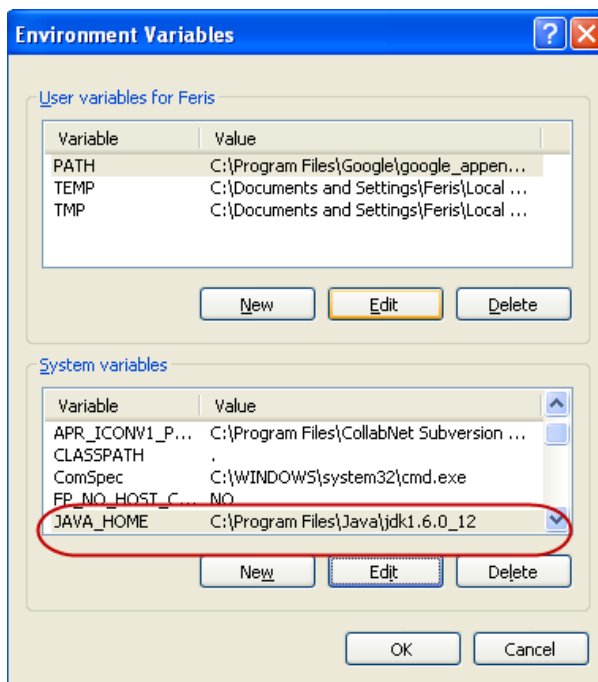 Environment Variables
User variables for Feris
Variable Value
PATH C:\Program Files\Google\google_appen...
TEMP C:\Documents and Settings\Feris\Local ...
TMP C:\Documents and Settings\Feris\Local ...
New Edit Delete
System variables
Variable Value
APR_ICONV1_P... C:\Program Files\CollabNet Subversion ...
CLASSPATH .
ComSpec C:\WINDOWS\system32\cmd.exe
FP_NO_HOST_C... NO
JAVA_HOME C:\Program Files\Java\jdk1.6.0_12
New Edit Delete
OK Cancel